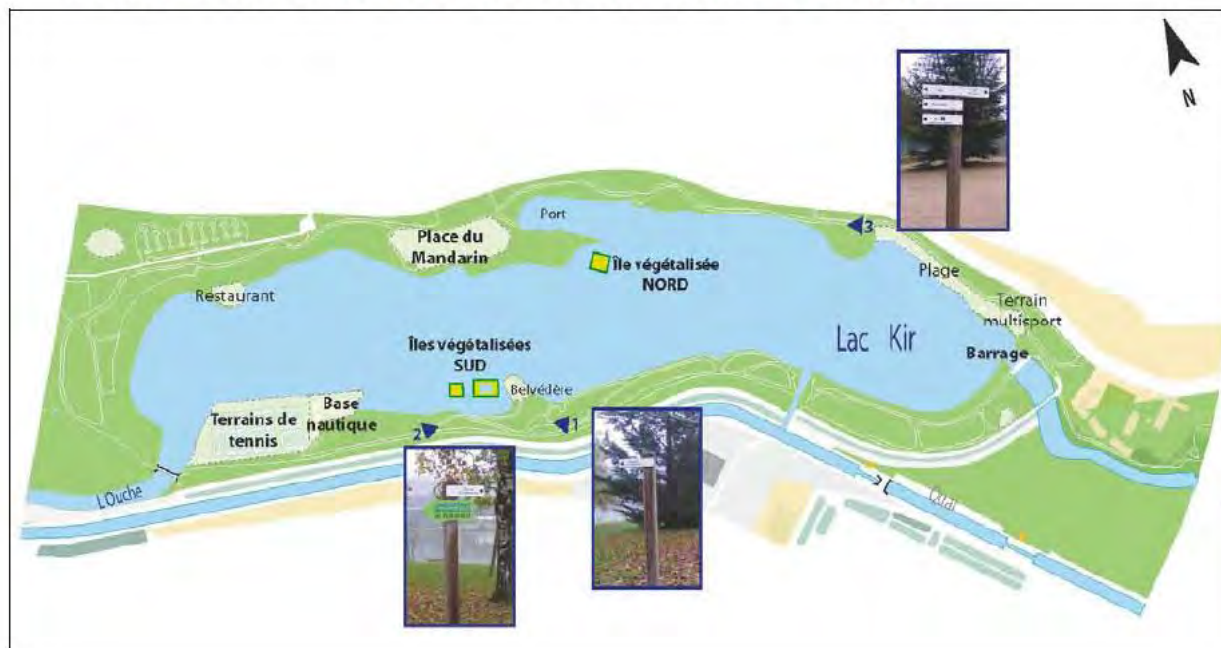 N
3
Port
Place du
Mandarin
Île végétalisée
NORD
Plage
Restaurant
Terrain
multisport
Îles végétalisées
SUD
Lac Kir
Barrage
Belvédère
Base
nautique
Terrains de
tennis
2
1
L'Ouche